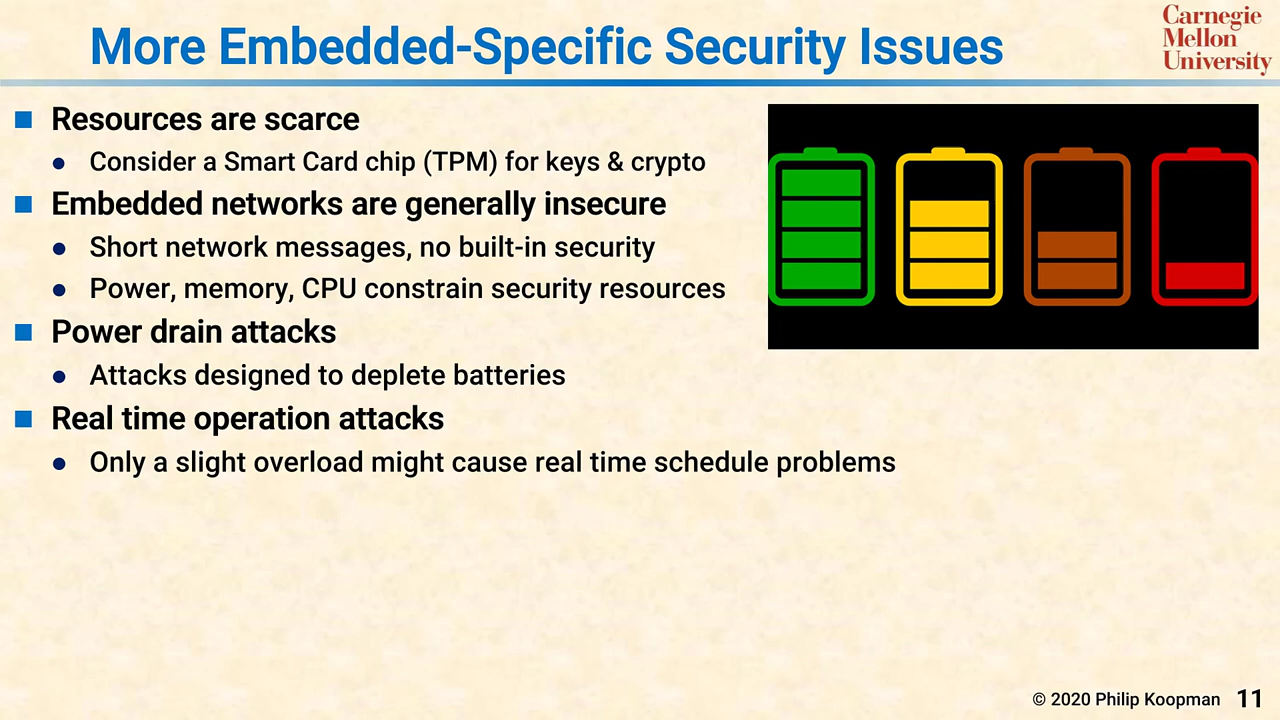 More Embedded-Specific Security Issues
Carnegie
Mellon
University
Resources are scarce
Consider a Smart Card chip (TPM) for keys & crypto
Embedded networks are generally insecure
Short network messages, no built-in security
Power, memory, CPU constrain security resources
Power drain attacks
Attacks designed to deplete batteries
Real time operation attacks
Only a slight overload might cause real time schedule problems
© 2020 Philip Koopman 11